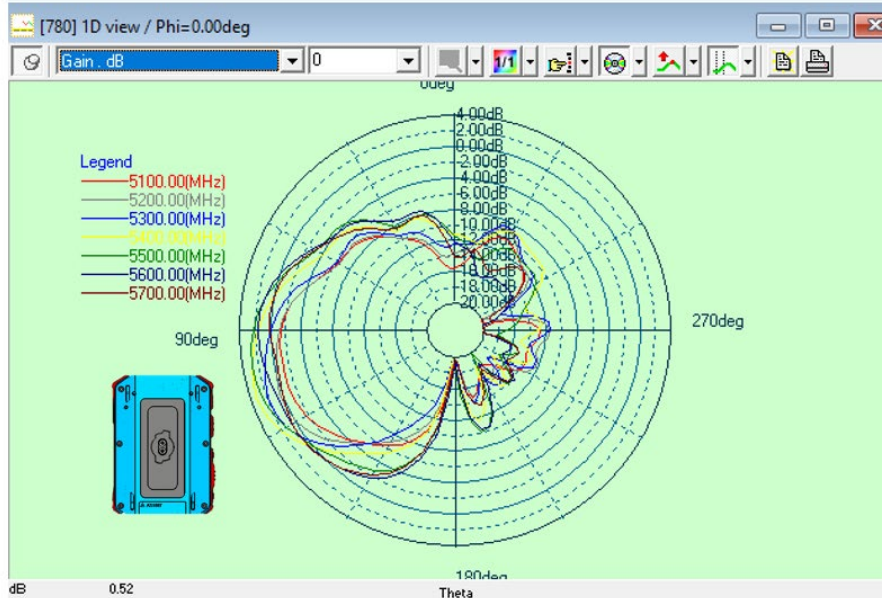 [780] 1D view / Phi=0.00deg
Gain . dB
0
1/1
0deg
4.00dB
2.00dB
0.00dB
-2.00dB
-4.00dB
-6.00dB
-8.00dB
-10.00dB
-12.00dB
-16.00dB
-18.00dB
-20.00dB
Legend
5100.00(MHz)
5200.00(MHz)
5300.00(MHz)
5400.00(MHz)
5500.00(MHz)
5600.00(MHz)
5700.00(MHz)
90deg
270deg
180deg
dB
0.52
Theta